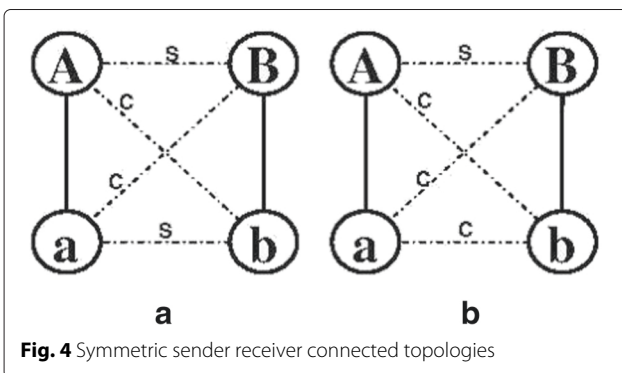 A S B A S B
C C
C C
a S b a C b
a b
Fig. 4 Symmetric sender receiver connected topologies